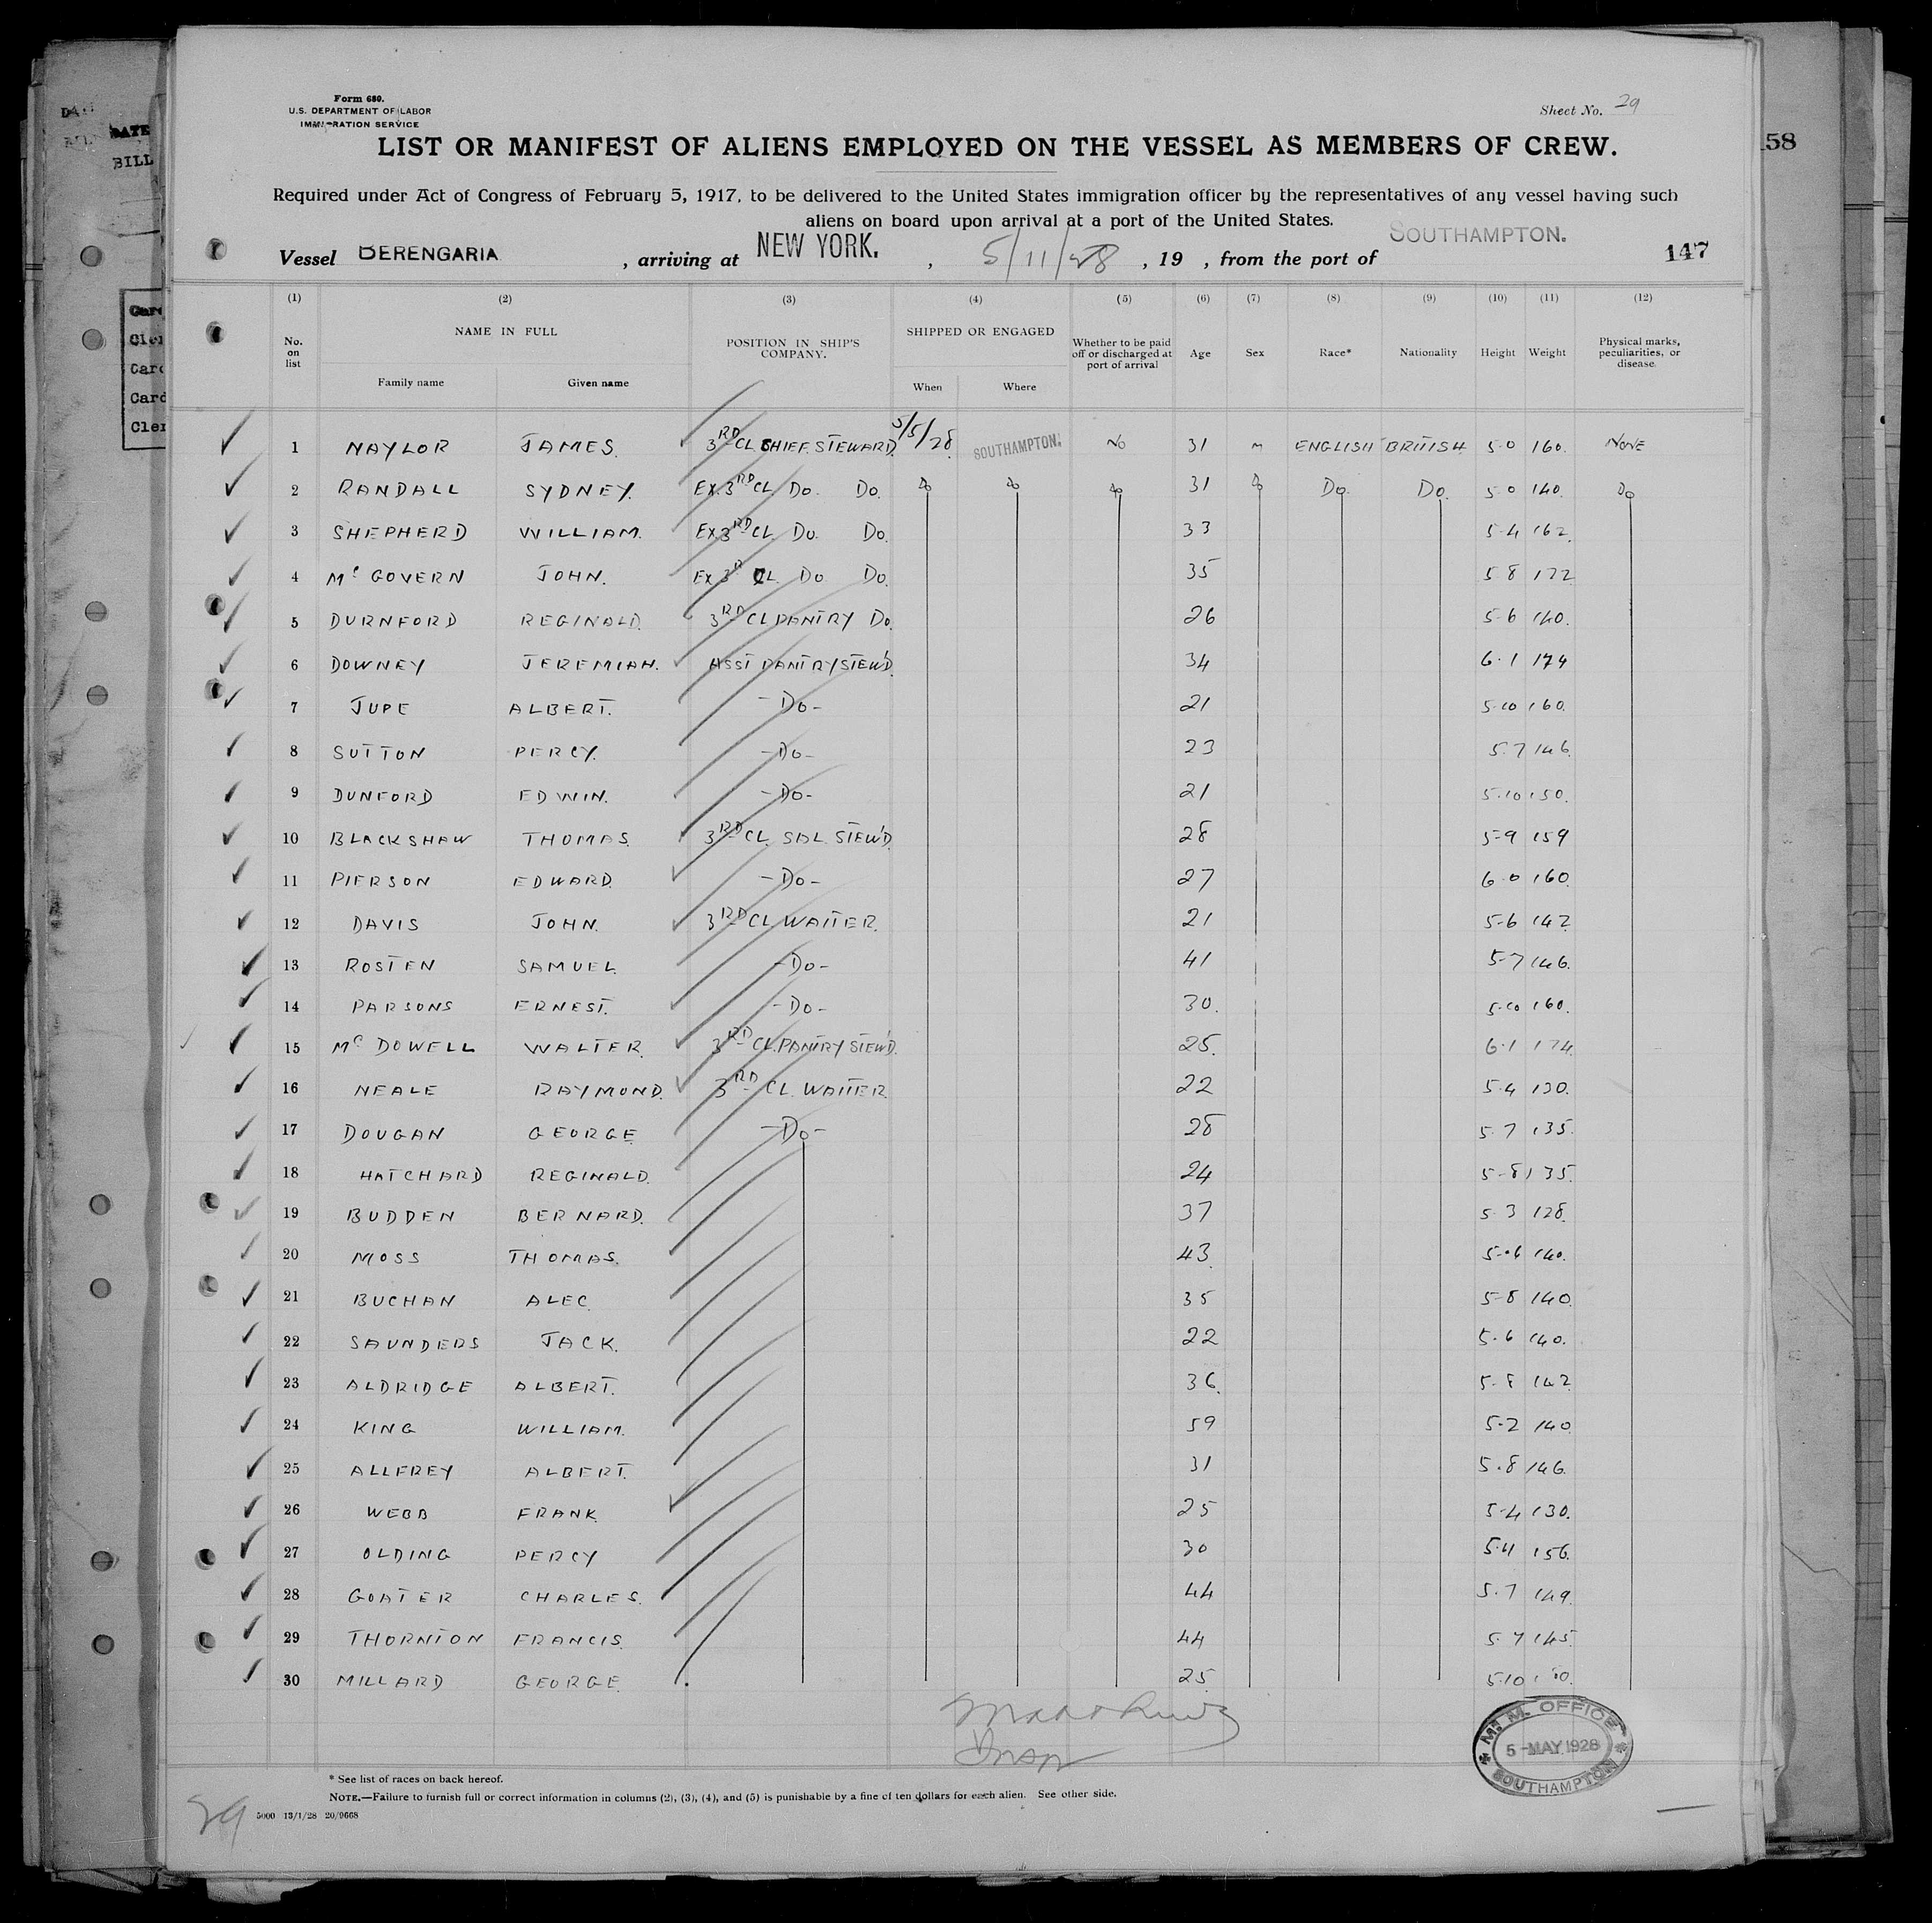 Form 680.
U.S. DEPARTMENT OF LABOR
IMMIGRATION SERVICE
Sheet No. 29
LIST OR MANIFEST OF ALIENS EMPLOYED ON THE VESSEL AS MEMBERS OF CREW.
Required under Act of Congress of February 5, 1917, to be delivered to the United States immigration officer by the representatives of any vessel having such
aliens on board upon arrival at a port of the United States.
Vessel BERENGARIA , arriving at NEW YORK. , 5/11/28 , 19 , from the port of SOUTHAMPTON. 147
58
DATE
BILL
(1) (2) (3) (4) (5) (6) (7) (8) (9) (10) (11) (12)
No. on list NAME IN FULL Family name Given name POSITION IN SHIP'S COMPANY. SHIPPED OR ENGAGED When Where Whether to be paid off or discharged at port of arrival Age Sex Race* Nationality Height Weight Physical marks, peculiarities, or disease.
1 NAYLOR JAMES. 3RD CL CHIEF. STEWARD. 5/5/28 SOUTHAMPTON. No 31 m ENGLISH BRITISH 5-0 160. NONE
2 RANDALL SYDNEY. EX.3RD CL. Do. Do. Do Do Do 31 Do Do. Do. 5-0 140. Do
3 SHEPHERD WILLIAM. EX 3RD CL. Do. Do. 33 5-4 162.
4 Mc GOVERN JOHN. EX 3RD CL. Do Do. 35 5 8 172
5 DURNFORD REGINALD. 3RD CL PANTRY Do. 26 5-6 140.
6 DOWNEY JEREMIAH. ASST PANTRY STEW'D 34 6.1 174
7 JUPE ALBERT. -Do- 21 5-10 160.
8 SUTTON PERCY. -Do- 23 5.7 146.
9 DUNFORD EDWIN. -Do- 21 5.10 150.
10 BLACKSHAW THOMAS. 3RD CL. SAL. STEW'D. 28 5-9 159
11 PIERSON EDWARD. -Do- 27 6-0 160.
12 DAVIS JOHN. 3RD CL WAITER. 21 5-6 142
13 ROSTEN SAMUEL. -Do- 41 5-7 146.
14 PARSONS ERNEST. -Do- 30. 5-10 160.
15 Mc DOWELL WALTER. 3RD CL. PANTRY STEW'D. 25. 6.1 174.
16 NEALE RAYMOND. 3RD CL. WAITER. 22 5.4 130.
17 DOUGAN GEORGE. -Do- 28 5.7 135.
18 HATCHARD REGINALD. 24 5-8 135.
19 BUDDEN BERNARD. 37 5.3 128.
20 MOSS THOMAS. 43. 5-6 140.
21 BUCHAN ALEC. 35 5-8 140.
22 SAUNDERS JACK. 22 5.6 140.
23 ALDRIDGE ALBERT. 36. 5.8 142
24 KING WILLIAM. 59 5-2 140.
25 ALLFREY ALBERT. 31 5.8 146.
26 WEBB FRANK. 25 5-4 130.
27 OLDING PERCY 30 5.4 156.
28 GOATER CHARLES. 44 5.7 149.
29 THORNTON FRANCIS. 44 5.7 145.
30 MILLARD GEORGE. 25. 5.10
M. M. OFFICE
5 - MAY 1928
SOUTHAMPTON
* See list of races on back hereof.
NOTE.—Failure to furnish full or correct information in columns (2), (3), (4), and (5) is punishable by a fine of ten dollars for each alien. See other side.
29 5000 13/1/28 20/9668